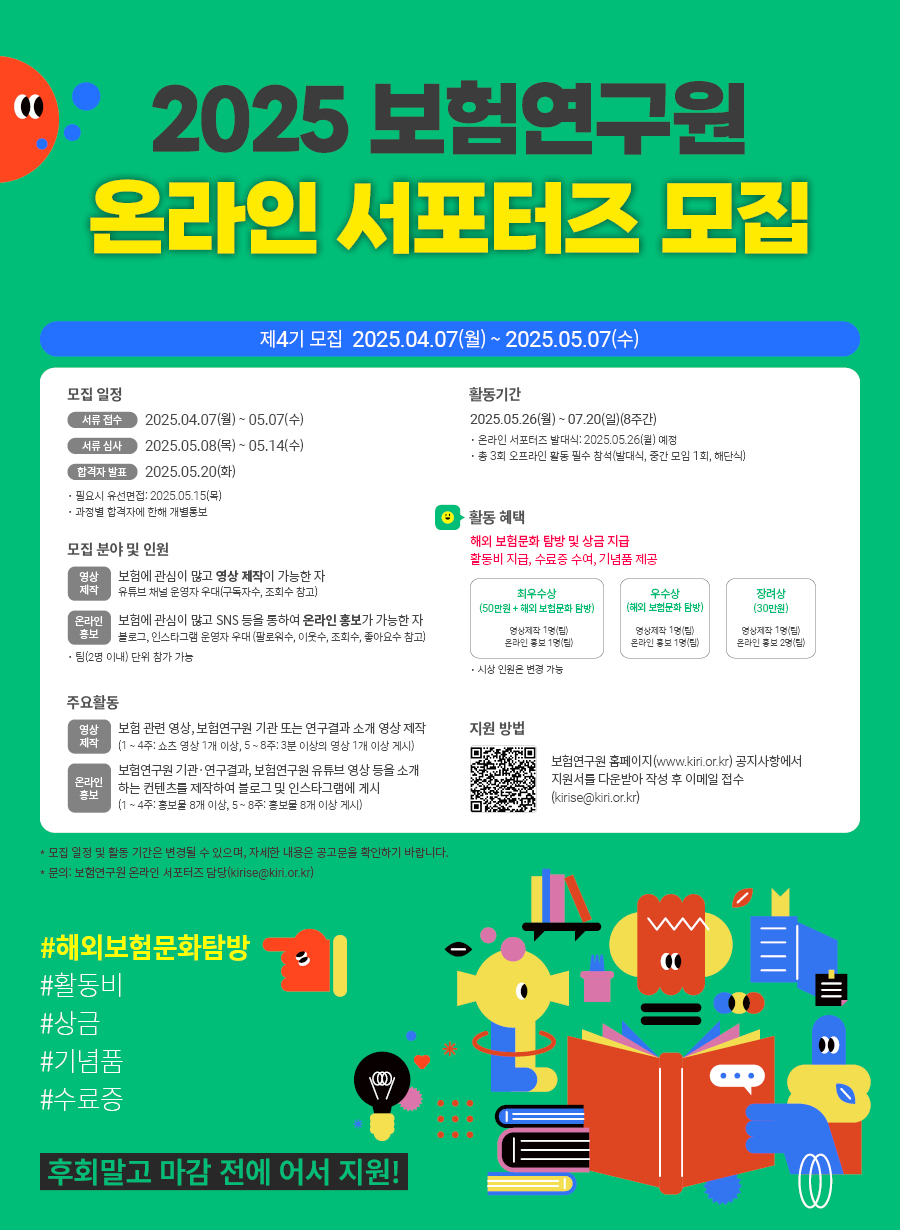 2025 보험연구원
온라인 서포터즈 모집
제4기 모집 2025.04.07(월) ~ 2025.05.07(수)
모집 일정
서류 접수 2025.04.07(월) ~ 05.07(수)
서류 심사 2025.05.08(목) ~ 05.14(수)
합격자 발표 2025.05.20(화)
· 필요시 유선면접: 2025.05.15(목)
· 과정별 합격자에 한해 개별통보
모집 분야 및 인원
영상 제작
보험에 관심이 많고 영상 제작이 가능한 자
유튜브 채널 운영자 우대(구독자수, 조회수 참고)
온라인 홍보
보험에 관심이 많고 SNS 등을 통하여 온라인 홍보가 가능한 자
블로그, 인스타그램 운영자 우대 (팔로워수, 이웃수, 조회수, 좋아요수 참고)
· 팀(2명 이내) 단위 참가 가능
주요활동
영상 제작
보험 관련 영상, 보험연구원 기관 또는 연구결과 소개 영상 제작
(1 ~ 4주: 쇼츠 영상 1개 이상, 5 ~ 8주: 3분 이상의 영상 1개 이상 게시)
온라인 홍보
보험연구원 기관·연구결과, 보험연구원 유튜브 영상 등을 소개
하는 컨텐츠를 제작하여 블로그 및 인스타그램에 게시
(1 ~ 4주: 홍보물 8개 이상, 5 ~ 8주: 홍보물 8개 이상 게시)
활동기간
2025.05.26(월) ~ 07.20(일)(8주간)
· 온라인 서포터즈 발대식: 2025.05.26(월) 예정
· 총 3회 오프라인 활동 필수 참석(발대식, 중간 모임 1회, 해단식)
활동 혜택
해외 보험문화 탐방 및 상금 지급
활동비 지급, 수료증 수여, 기념품 제공
최우수상
(50만원 + 해외 보험문화 탐방)
영상제작 1명(팀)
온라인 홍보 1명(팀)
우수상
(해외 보험문화 탐방)
영상제작 1명(팀)
온라인 홍보 1명(팀)
장려상
(30만원)
영상제작 1명(팀)
온라인 홍보 2명(팀)
· 시상 인원은 변경 가능
지원 방법
보험연구원 홈페이지(www.kiri.or.kr) 공지사항에서
지원서를 다운받아 작성 후 이메일 접수
(kirise@kiri.or.kr)
* 모집 일정 및 활동 기간은 변경될 수 있으며, 자세한 내용은 공고문을 확인하기 바랍니다.
* 문의: 보험연구원 온라인 서포터즈 담당(kirise@kiri.or.kr)
#해외보험문화탐방
#활동비
#상금
#기념품
#수료증
후회말고 마감 전에 어서 지원!